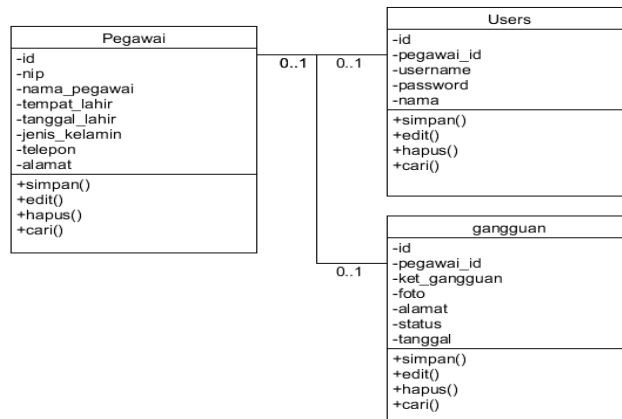 Pegawai
-id
-nip
-nama_pegawai
-tempat_lahir
-tanggal_lahir
-jenis_kelamin
-telepon
-alamat
+simpan()
+edit()
+hapus()
+cari()
0..1
0..1
Users
-id
-pegawai_id
-username
-password
-nama
+simpan()
+edit()
+hapus()
+cari()
0..1
gangguan
-id
-pegawai_id
-ket_gangguan
-foto
-alamat
-status
-tanggal
+simpan()
+edit()
+hapus()
+cari()